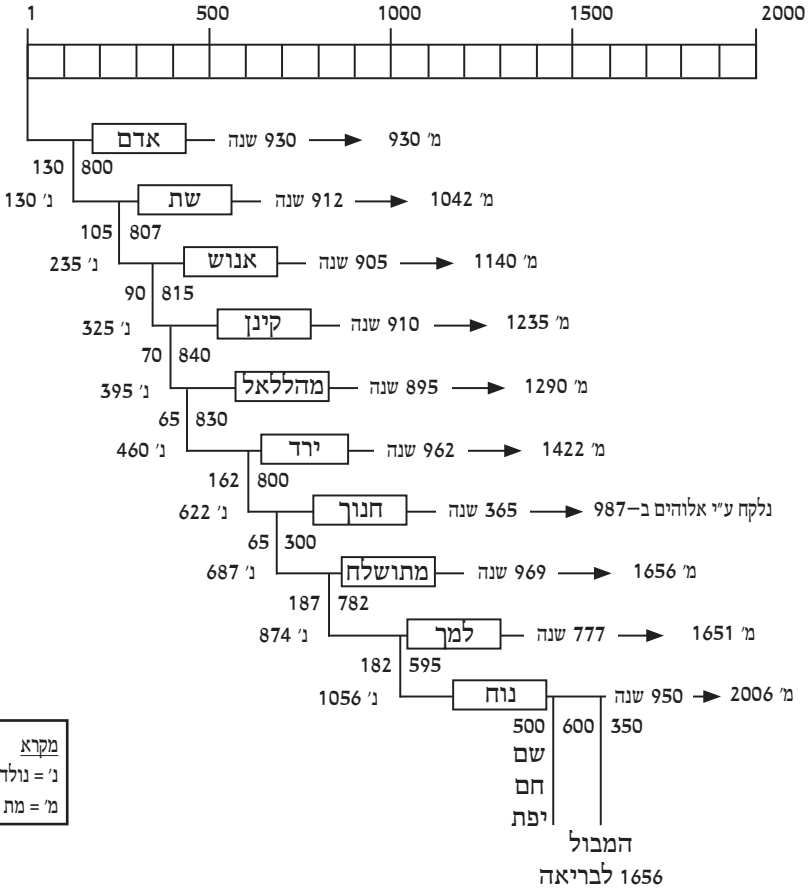 1 500 1000 1500 2000
אדם 930 שנה מ' 930
130 800
נ' 130 שת 912 שנה מ' 1042
105 807
נ' 235 אנוש 905 שנה מ' 1140
90 815
נ' 325 קינן 910 שנה מ' 1235
70 840
נ' 395 מהללאל 895 שנה מ' 1290
65 830
נ' 460 ירד 962 שנה מ' 1422
162 800
נ' 622 חנוך 365 שנה נלקח ע"י אלוהים ב–987
65 300
נ' 687 מתושלח 969 שנה מ' 1656
187 782
נ' 874 למך 777 שנה מ' 1651
182 595
נ' 1056 נוח 950 שנה מ' 2006
500 600 350
שם
חם
יפת
המבול
1656 לבריאה
מקרא
נ' = נולד
מ' = מת